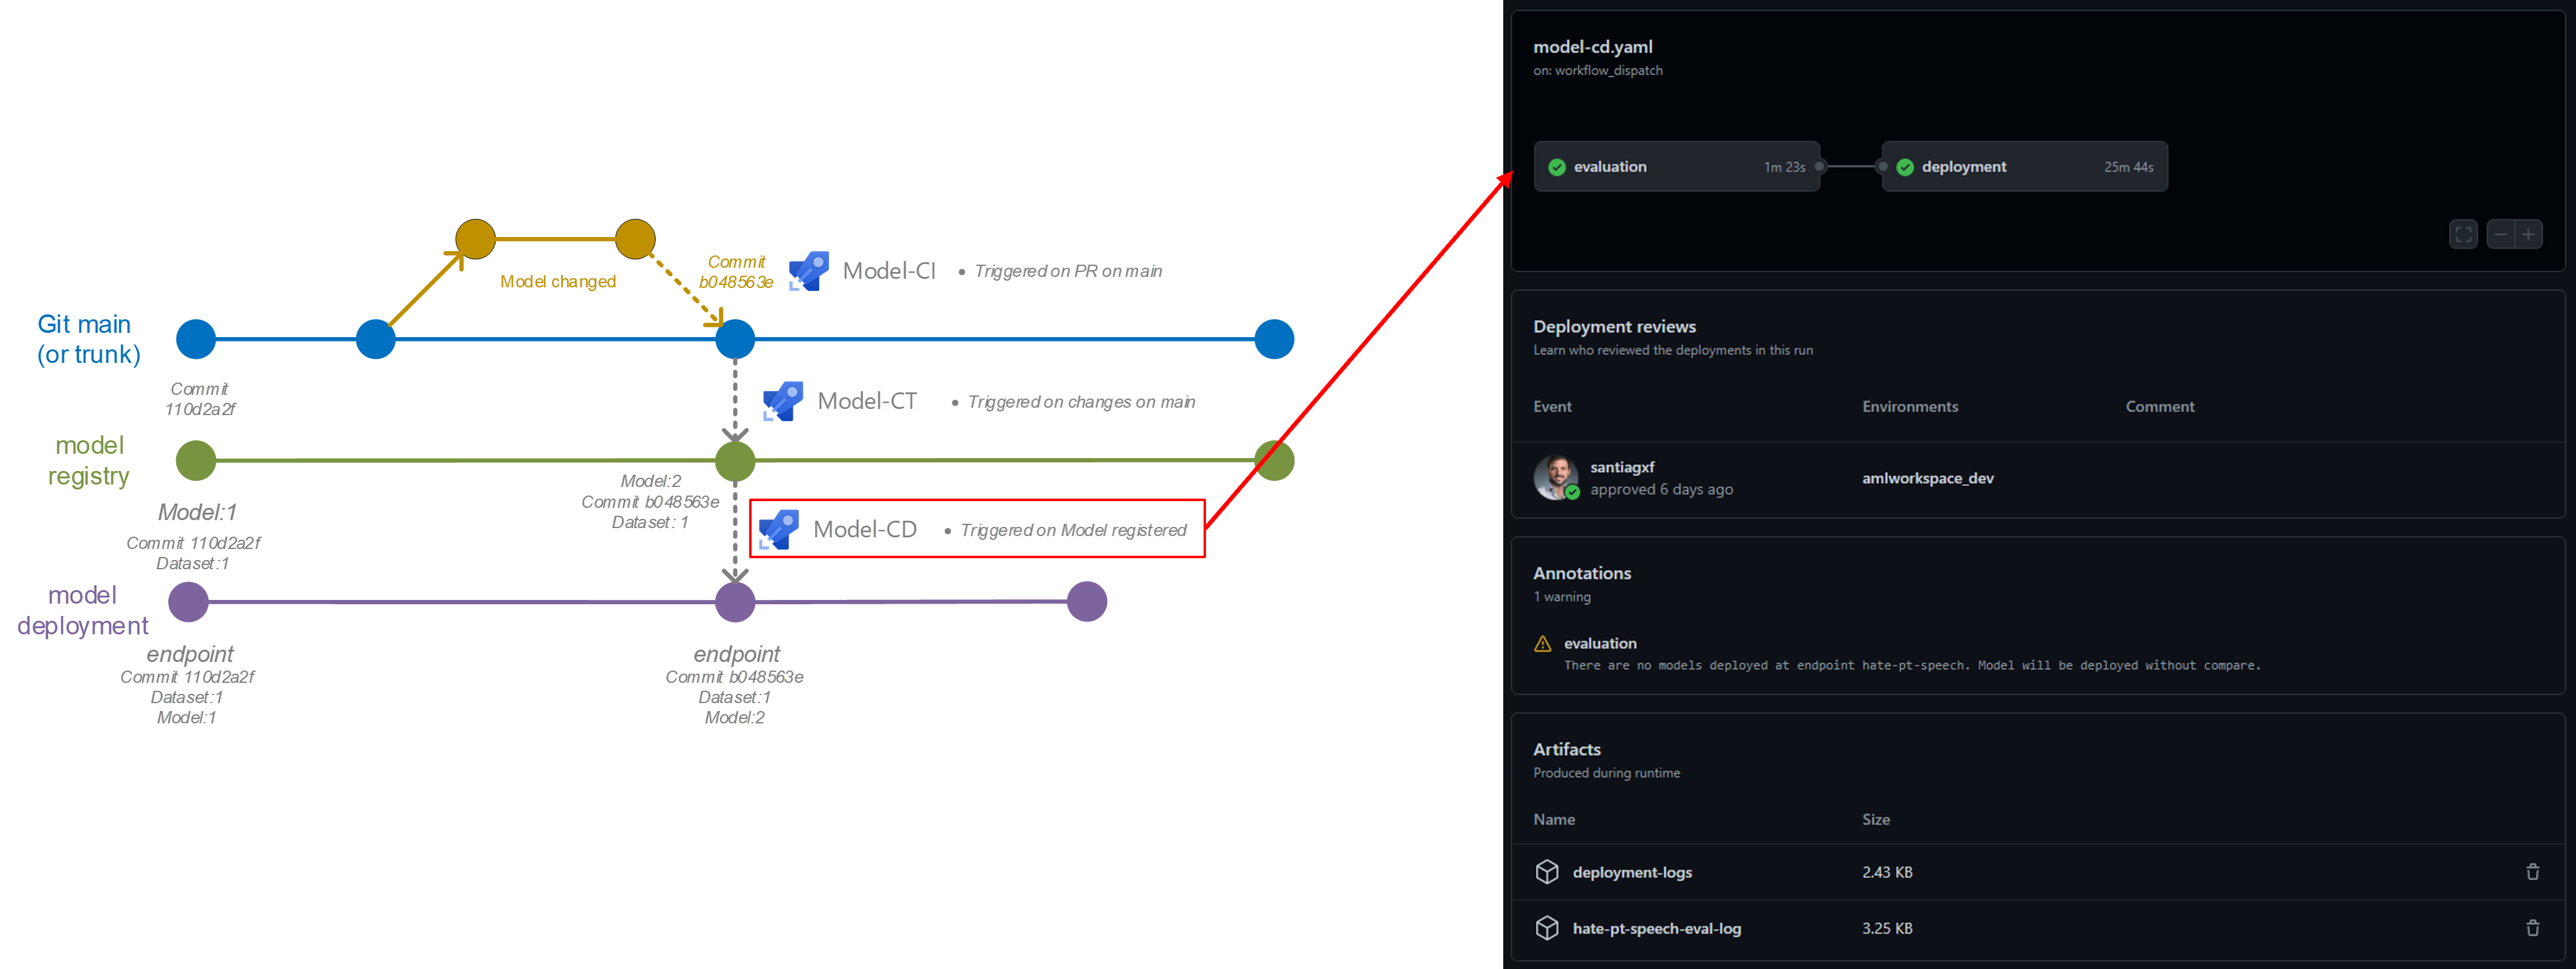 Commit
b048563e
Model-CI
• Triggered on PR on main
Model changed
Git main
(or trunk)
Commit
110d2a2f
Model-CT
• Triggered on changes on main
model
registry
Model:2
Commit b048563e
Dataset: 1
Model:1
Commit 110d2a2f
Dataset:1
Model-CD
• Triggered on Model registered
model
deployment
endpoint
Commit 110d2a2f
Dataset:1
Model:1
endpoint
Commit b048563e
Dataset:1
Model:2
model-cd.yaml
on: workflow_dispatch
evaluation 1m 23s
deployment 25m 44s
Deployment reviews
Learn who reviewed the deployments in this run
Event Environments Comment
santiagxf
approved 6 days ago
amlworkspace_dev
Annotations
1 warning
evaluation
There are no models deployed at endpoint hate-pt-speech. Model will be deployed without compare.
Artifacts
Produced during runtime
Name Size
deployment-logs 2.43 KB
hate-pt-speech-eval-log 3.25 KB